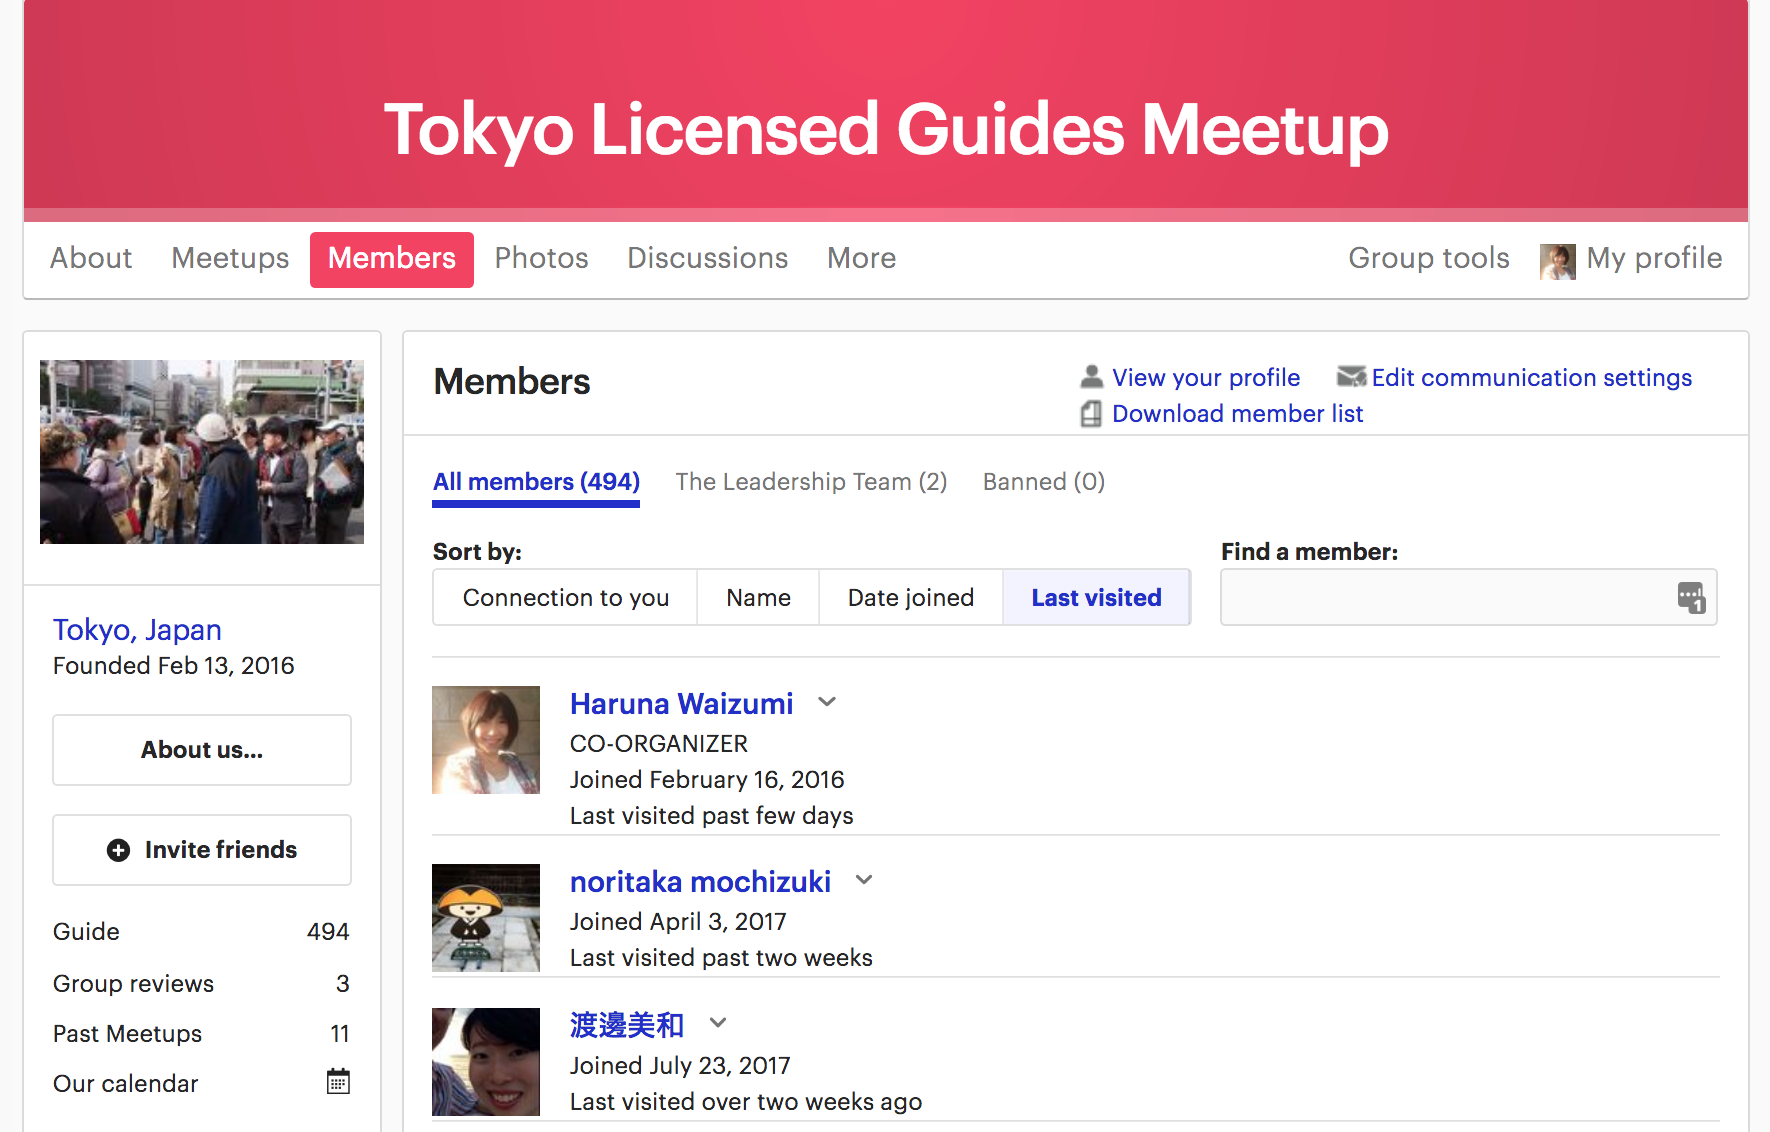 Tokyo Licensed Guides Meetup
About Meetups Members Photos Discussions More Group tools My profile
Tokyo, Japan
Founded Feb 13, 2016
About us...
Invite friends
Guide 494
Group reviews 3
Past Meetups 11
Our calendar
Members
View your profile Edit communication settings
Download member list
All members (494) The Leadership Team (2) Banned (0)
Sort by: Find a member:
Connection to you Name Date joined Last visited
1
Haruna Waizumi
CO-ORGANIZER
Joined February 16, 2016
Last visited past few days
noritaka mochizuki
Joined April 3, 2017
Last visited past two weeks
渡邊美和
Joined July 23, 2017
Last visited over two weeks ago